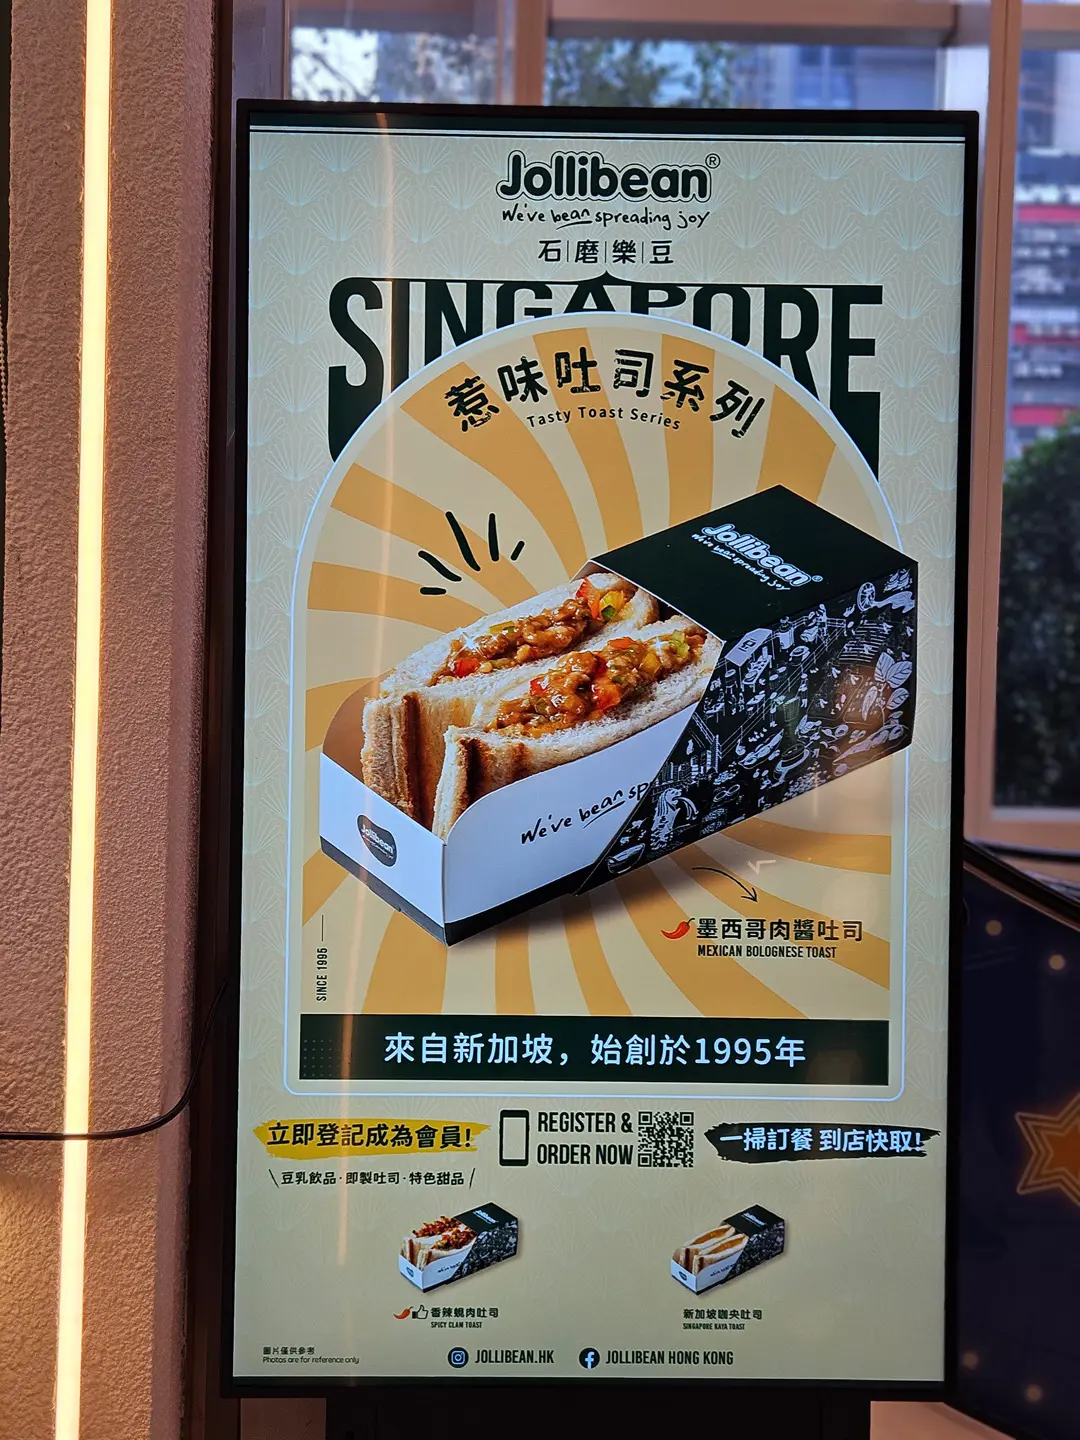 Jollibean®
We've bean spreading joy
石|磨|樂|豆
SINGAPORE
惹味吐司系列
Tasty Toast Series
Jollibean®
We've bean spreading joy
We've bean sp
Jollibean
墨西哥肉醬吐司
MEXICAN BOLOGNESE TOAST
SINCE 1995
來自新加坡，始創於1995年
立即登記成為會員!
豆乳飲品·即製吐司·特色甜品
REGISTER &
ORDER NOW
一掃訂餐 到店快取!
Jollibean
Jollibean
香辣蜆肉吐司
SPICY CLAM TOAST
新加坡咖央吐司
SINGAPORE KAYA TOAST
圖片僅供參考
Photos are for reference only
JOLLIBEAN.HK
JOLLIBEAN HONG KONG